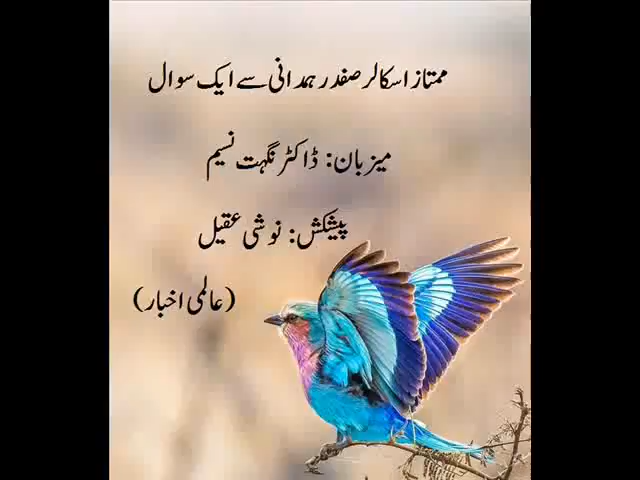 ممتاز اسکالر صفدر ہمدانی سے ایک سوال
میزبان: ڈاکٹر نگہت نسیم
پیشکش: نوشی عقیل
(عالمی اخبار)